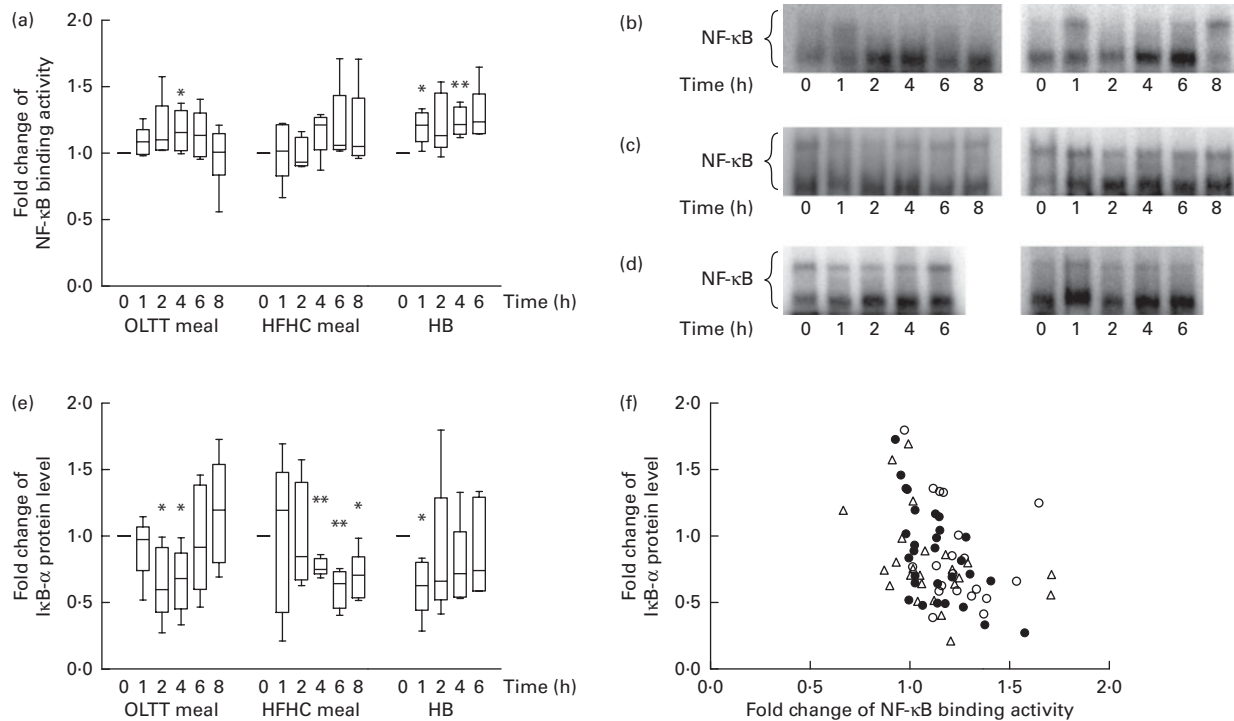 (a)
Fold change of
NF-κB binding activity
2·0
1·5
1·0
0·5
0·0
* * **
0 1 2 4 6 8 0 1 2 4 6 8 0 1 2 4 6 Time (h)
OLTT meal HFHC meal HB
(b)
NF-κB
Time (h) 0 1 2 4 6 8 0 1 2 4 6 8
(c)
NF-κB
Time (h) 0 1 2 4 6 8 0 1 2 4 6 8
(d)
NF-κB
Time (h) 0 1 2 4 6 0 1 2 4 6
(e)
Fold change of
IκB-α protein level
2·0
1·5
1·0
0·5
0·0
* * ** ** * *
0 1 2 4 6 8 0 1 2 4 6 8 0 1 2 4 6 Time (h)
OLTT meal HFHC meal HB
(f)
Fold change of
IκB-α protein level
2·0
1·5
1·0
0·5
0·0
0·0 0·5 1·0 1·5 2·0
Fold change of NF-κB binding activity